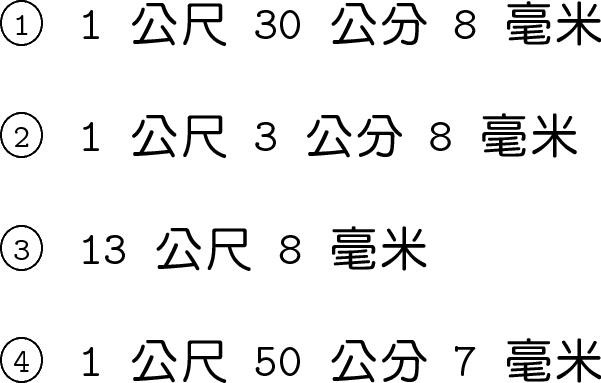 ① 1 公尺 30 公分 8 毫米
② 1 公尺 3 公分 8 毫米
③ 13 公尺 8 毫米
④ 1 公尺 50 公分 7 毫米